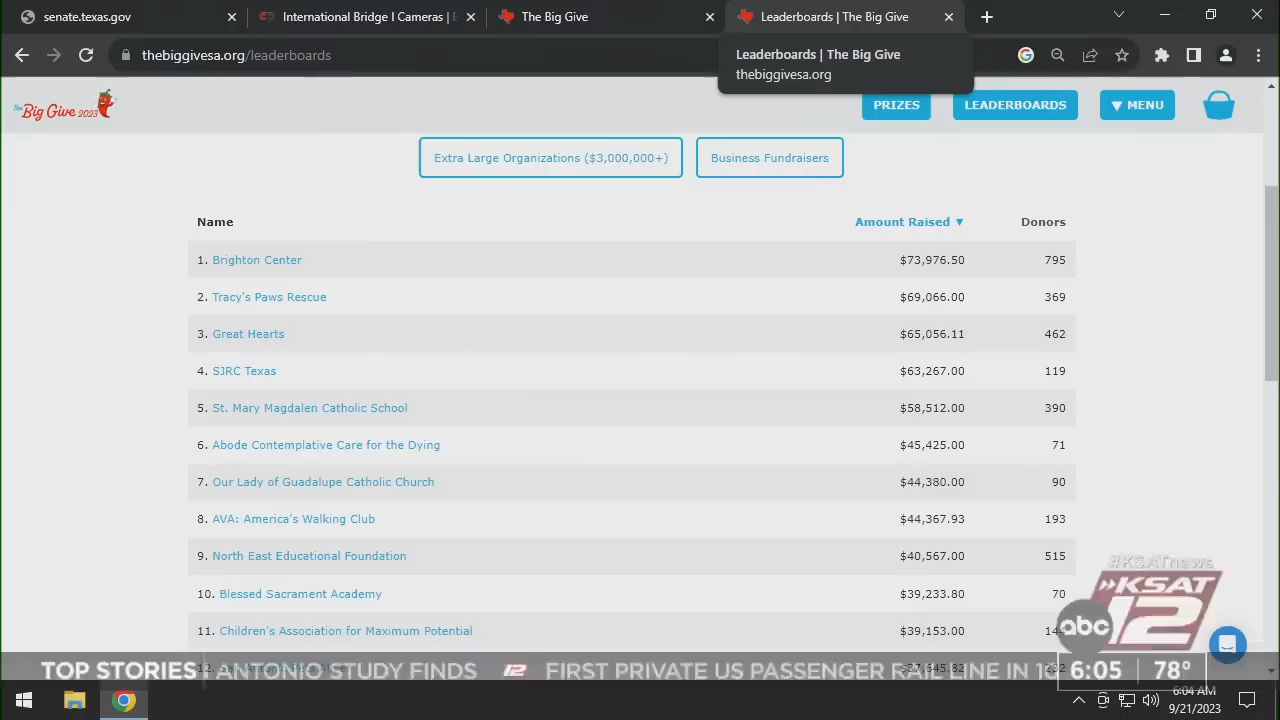 senate.texas.gov
International Bridge I Cameras |
The Big Give
Leaderboards | The Big Give
thebiggivesa.org/leaderboards
Leaderboards | The Big Give
thebiggivesa.org
The Big Give 2023
PRIZES
LEADERBOARDS
▼ MENU
Extra Large Organizations ($3,000,000+)
Business Fundraisers
Name Amount Raised ▼ Donors
1. Brighton Center $73,976.50 795
2. Tracy's Paws Rescue $69,066.00 369
3. Great Hearts $65,056.11 462
4. SJRC Texas $63,267.00 119
5. St. Mary Magdalen Catholic School $58,512.00 390
6. Abode Contemplative Care for the Dying $45,425.00 71
7. Our Lady of Guadalupe Catholic Church $44,380.00 90
8. AVA: America's Walking Club $44,367.93 193
9. North East Educational Foundation $40,567.00 515
10. Blessed Sacrament Academy $39,233.80 70
11. Children's Association for Maximum Potential $39,153.00
#KSATnews
KSAT
abc 12
TOP STORIES ANTONIO STUDY FINDS 12 FIRST PRIVATE US PASSENGER RAIL LINE IN 6:05 78°
6:04 AM
9/21/2023